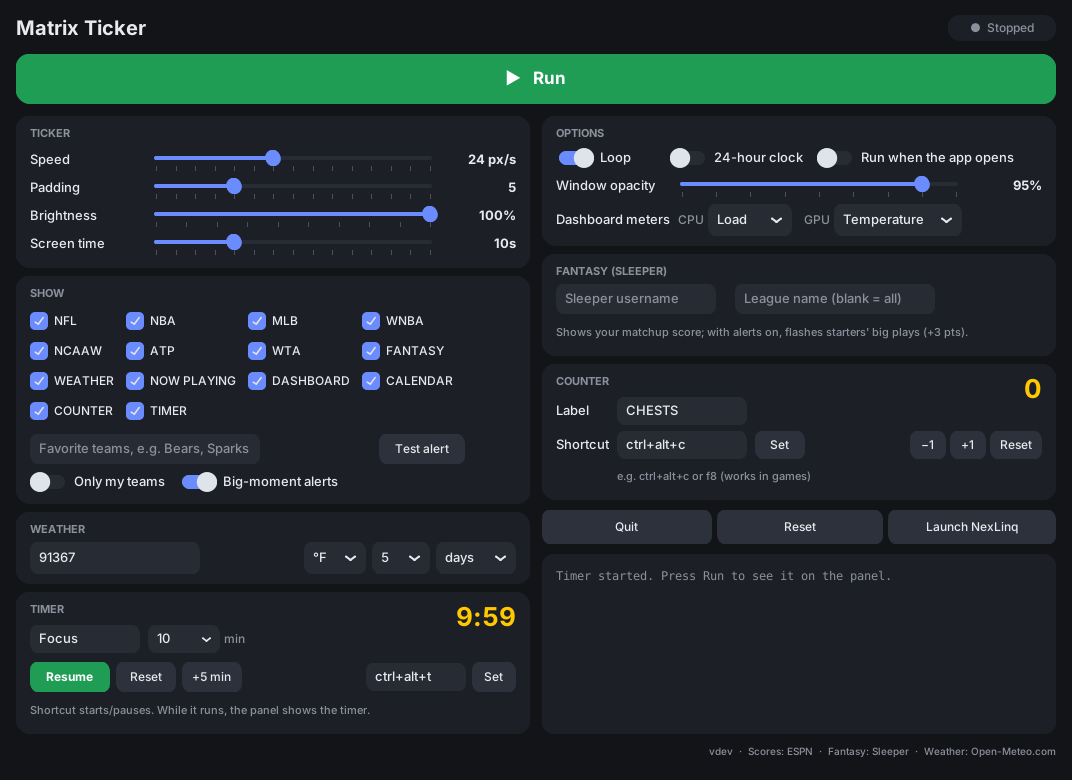 Matrix Ticker
Stopped
Run
TICKER
Speed 24 px/s
Padding 5
Brightness 100%
Screen time 10s
SHOW
NFL NBA MLB WNBA
NCAAW ATP WTA FANTASY
WEATHER NOW PLAYING DASHBOARD CALENDAR
COUNTER TIMER
Favorite teams, e.g. Bears, Sparks Test alert
Only my teams Big-moment alerts
WEATHER
91367 °F 5 days
TIMER
9:59
Focus 10 min
Resume Reset +5 min ctrl+alt+t Set
Shortcut starts/pauses. While it runs, the panel shows the timer.
OPTIONS
Loop 24-hour clock Run when the app opens
Window opacity 95%
Dashboard meters CPU Load GPU Temperature
FANTASY (SLEEPER)
Sleeper username League name (blank = all)
Shows your matchup score; with alerts on, flashes starters' big plays (+3 pts).
COUNTER
0
Label CHESTS
Shortcut ctrl+alt+c Set −1 +1 Reset
e.g. ctrl+alt+c or f8 (works in games)
Quit Reset Launch NexLinq
Timer started. Press Run to see it on the panel.
vdev · Scores: ESPN · Fantasy: Sleeper · Weather: Open-Meteo.com